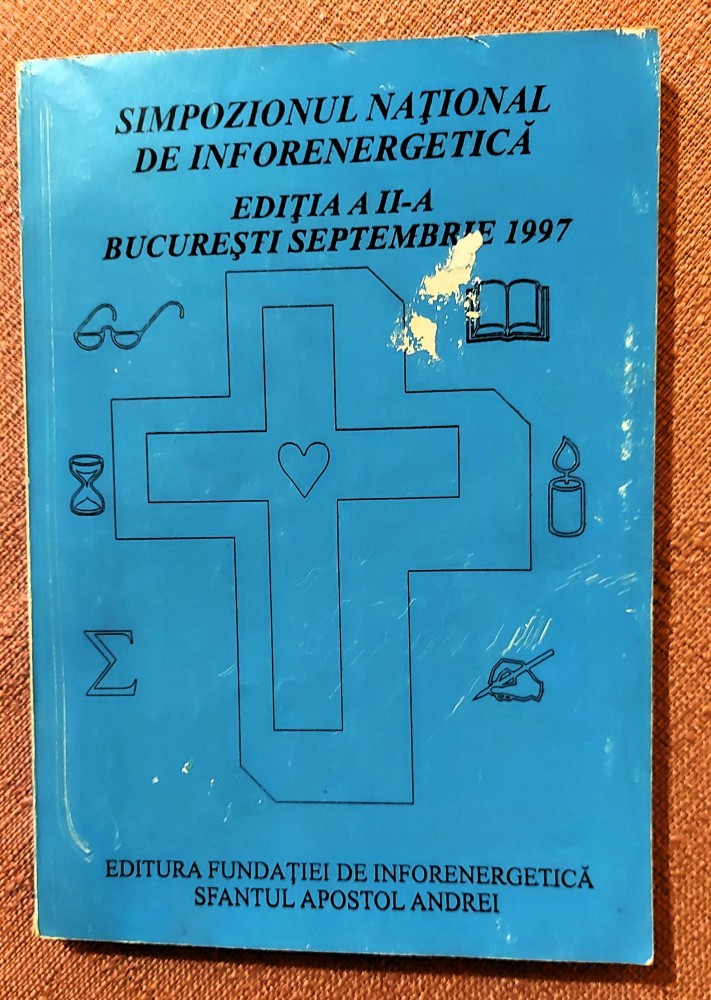 SIMPOZIONUL NAŢIONAL
DE INFORENERGETICĂ
EDIŢIA A II-A
BUCUREŞTI SEPTEMBRIE 1997
Σ
EDITURA FUNDAŢIEI DE INFORENERGETICĂ
SFANTUL APOSTOL ANDREI